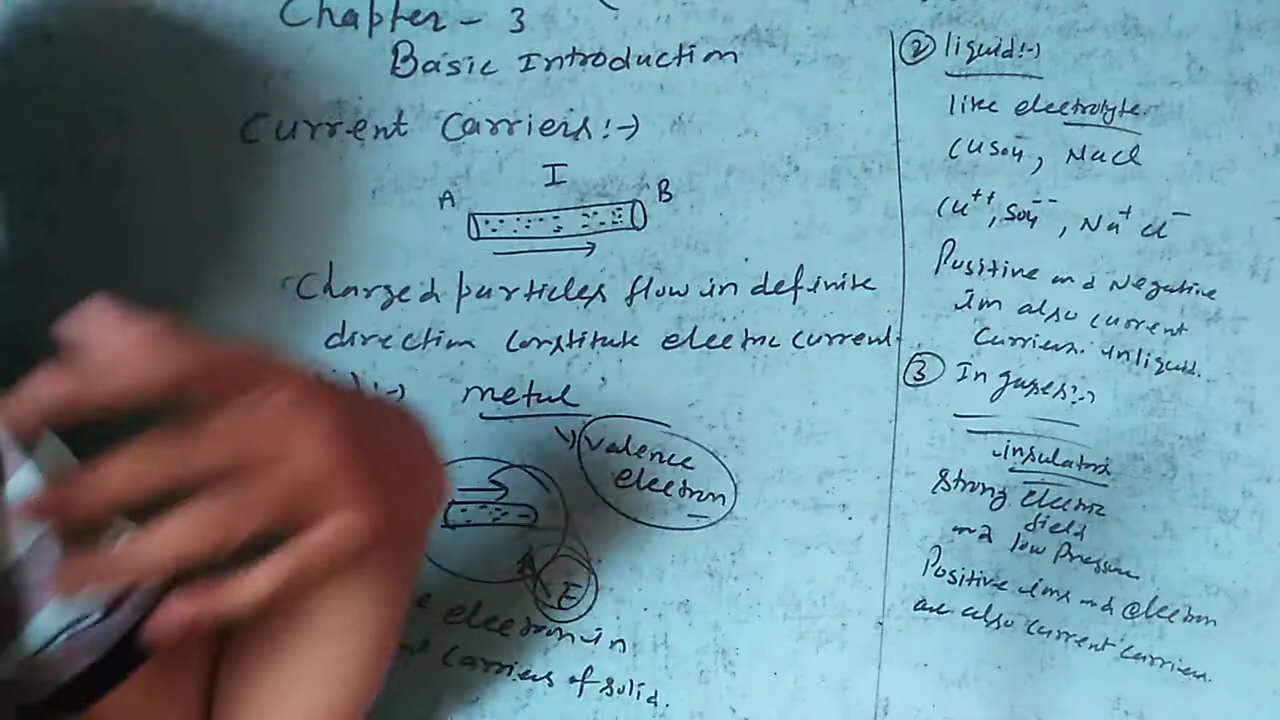 Chapter - 3
Basic Introduction
Current Carriers :->
I
A B
Charged particles flow in definite
direction constitute electric current.
metal
valence
electron
E
electron in
carriers of solid.
② liquid :->
like electrolyte.
CuSO4, NaCl
Cu++, SO4--, Na+ Cl-
Positive and Negative
ion also current
Carriers in liquid.
③ In gases :->
insulators
Strong electric
field
and low Pressure
Positive ions and electron
are also current carriers.